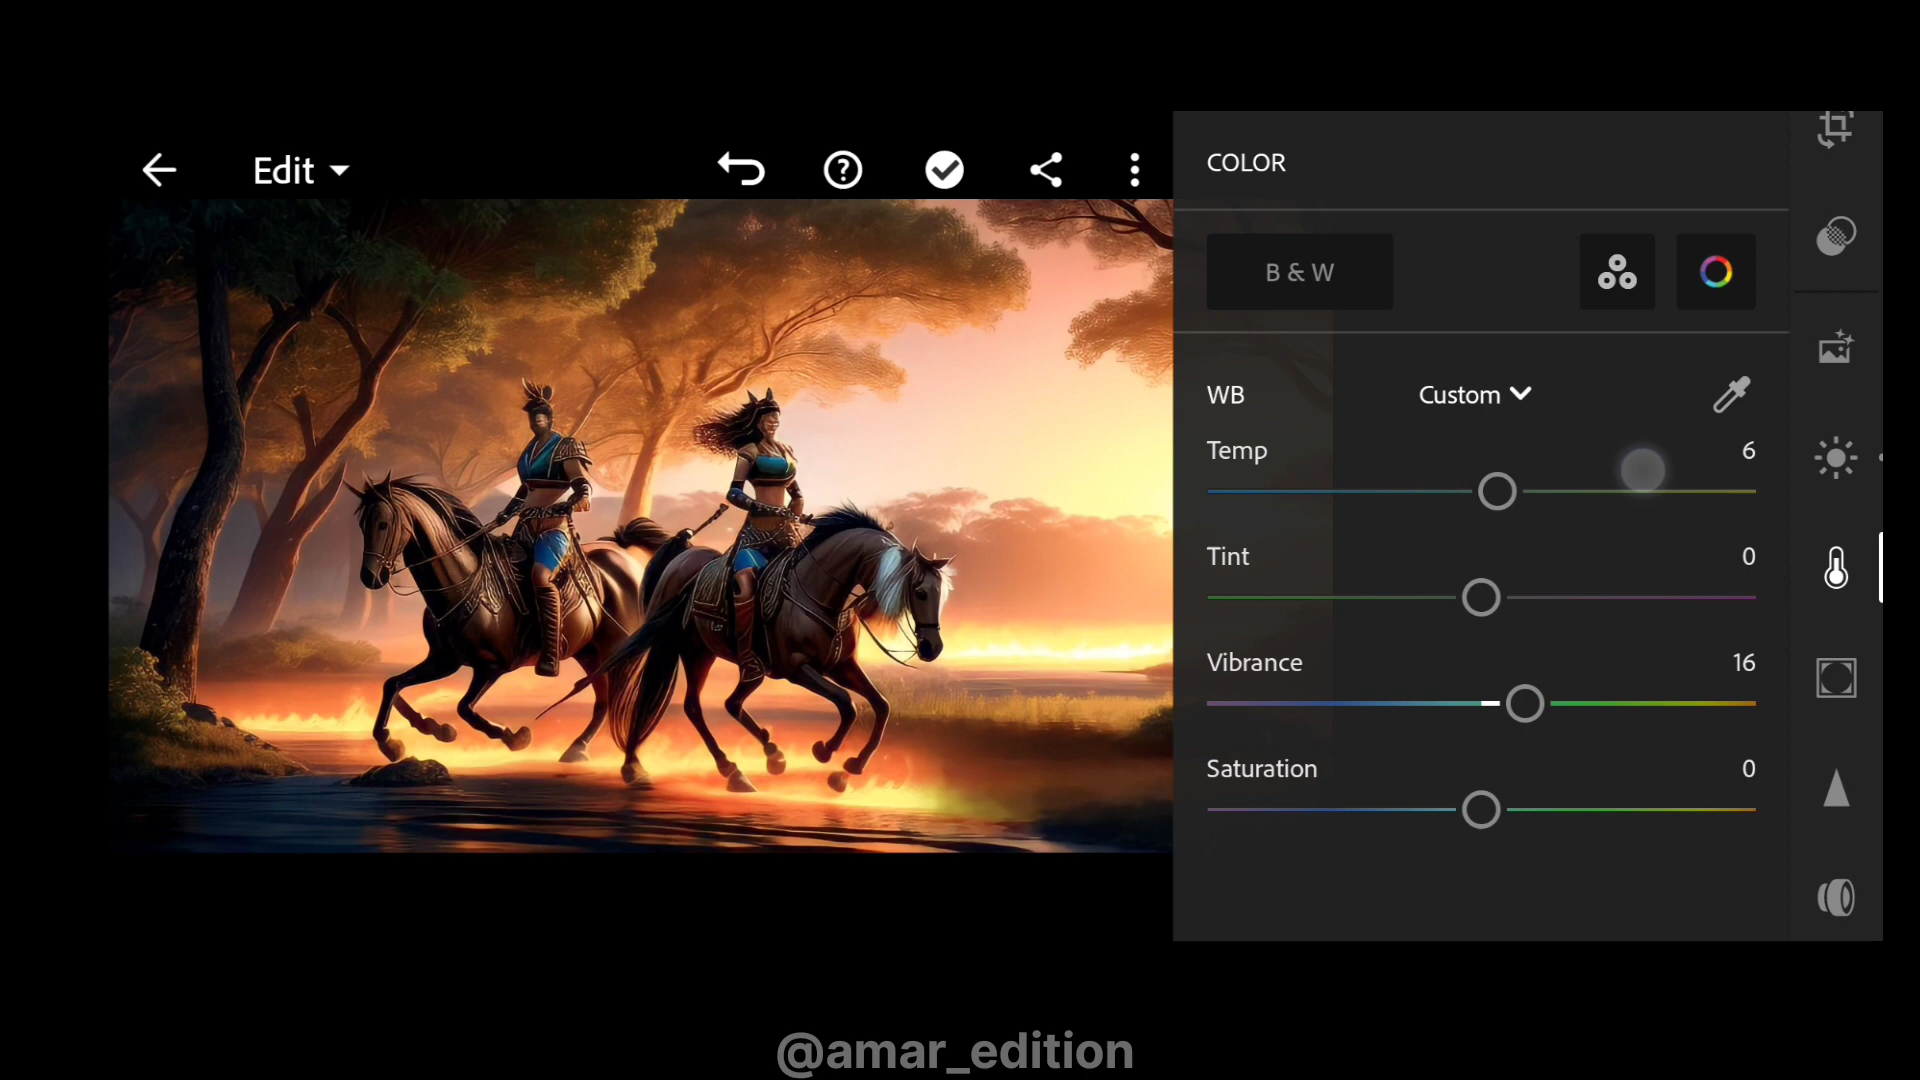 Edit
COLOR
B & W
WB
Custom
Temp
6
Tint
0
Vibrance
16
Saturation
0
@amar_edition